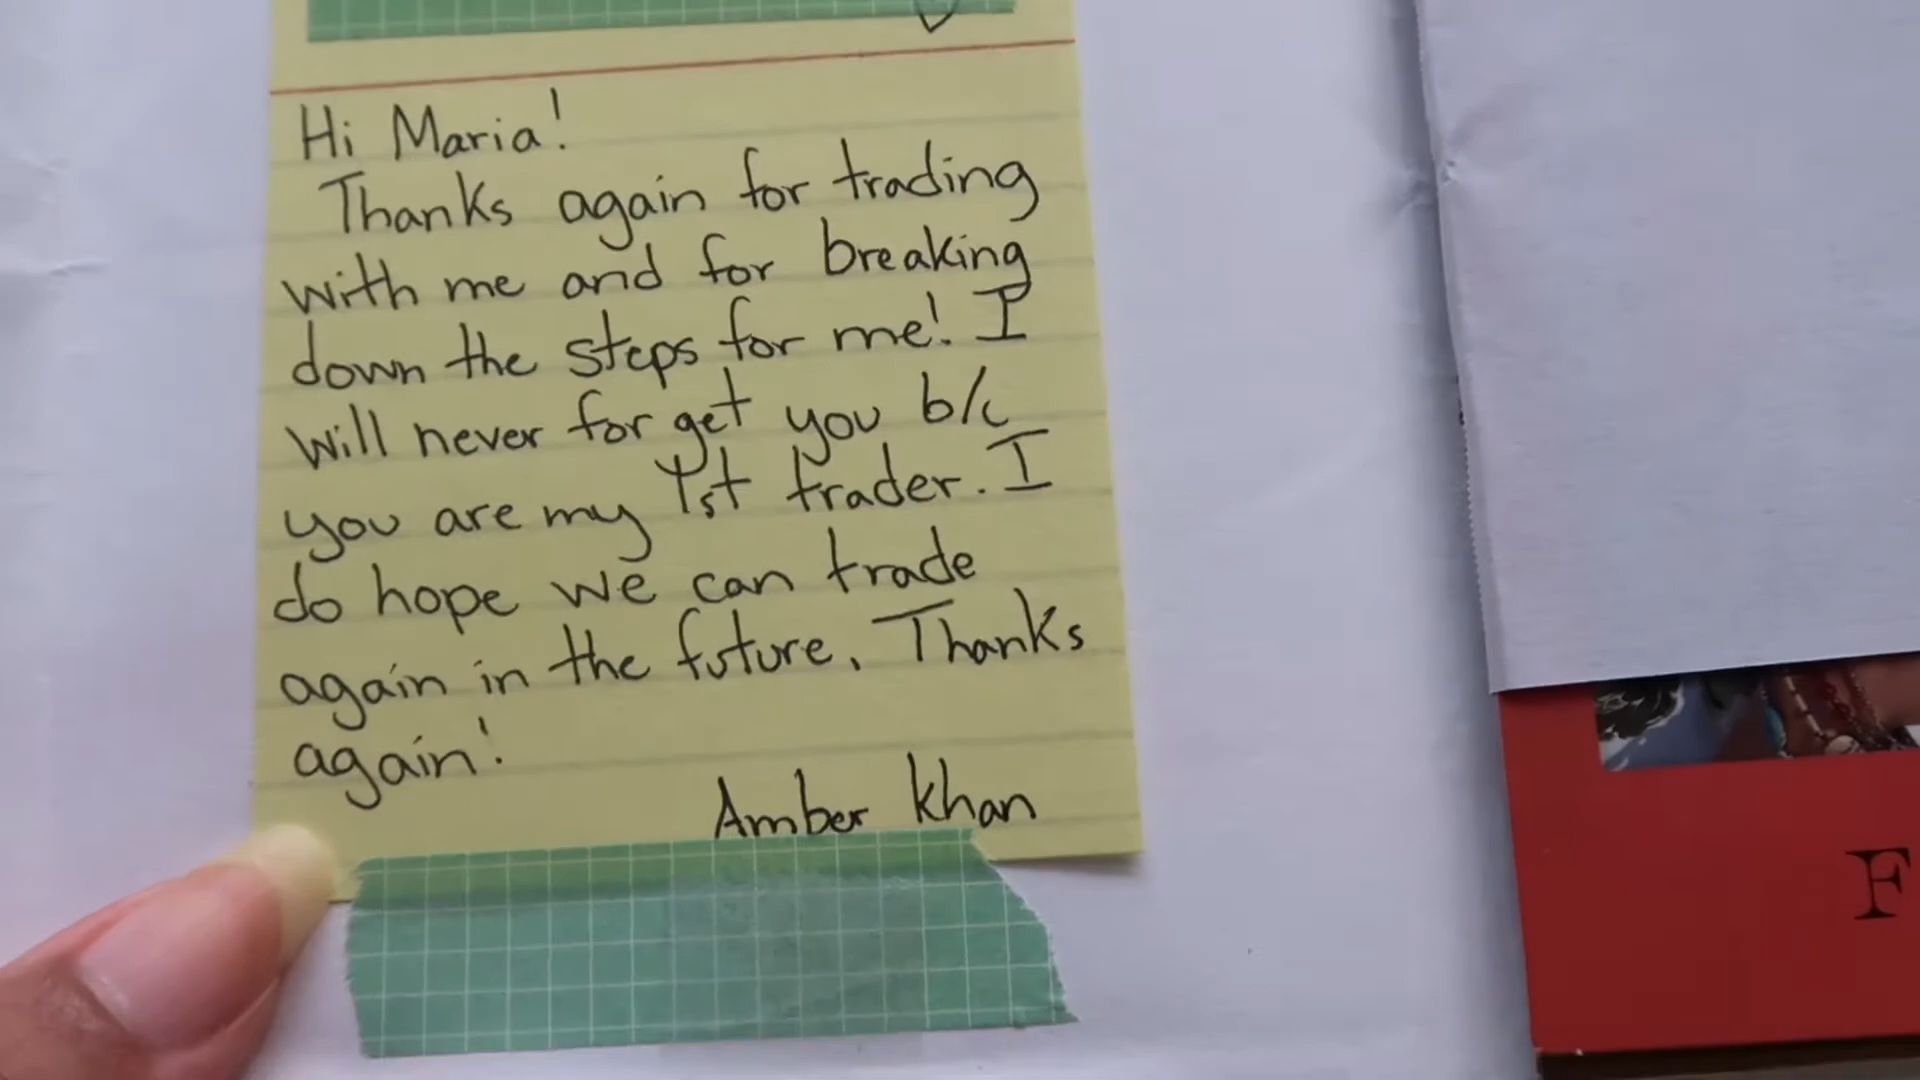 Hi Maria!
Thanks again for trading
with me and for breaking
down the steps for me! I
will never forget you b/c
you are my 1st trader. I
do hope we can trade
again in the future. Thanks
again!
Amber Khan
F